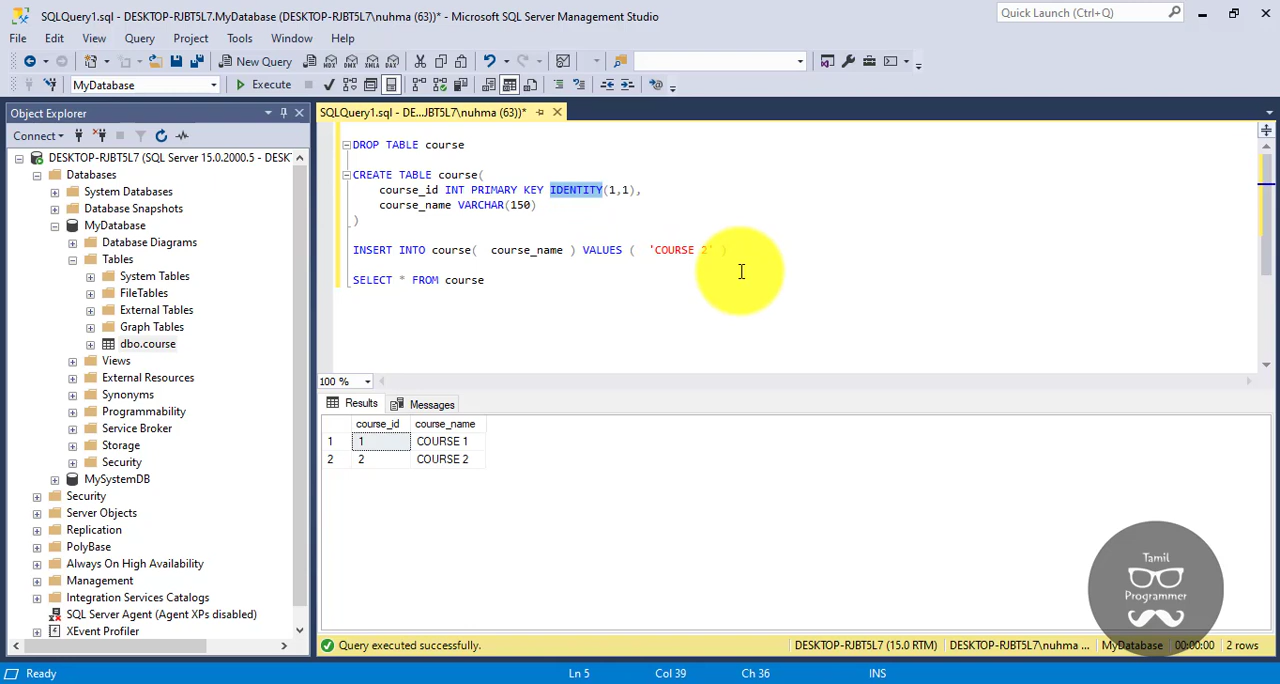 SQLQuery1.sql - DESKTOP-RJBT5L7.MyDatabase (DESKTOP-RJBT5L7\nuhma (63))* - Microsoft SQL Server Management Studio
Quick Launch (Ctrl+Q)
File Edit View Query Project Tools Window Help
New Query
MDX DMX XMLA DAX
MyDatabase Execute
Object Explorer
SQLQuery1.sql - DE...JBT5L7\nuhma (63))*
Connect
DESKTOP-RJBT5L7 (SQL Server 15.0.2000.5 - DESKT
Databases
System Databases
Database Snapshots
MyDatabase
Database Diagrams
Tables
System Tables
FileTables
External Tables
Graph Tables
dbo.course
Views
External Resources
Synonyms
Programmability
Service Broker
Storage
Security
MySystemDB
Security
Server Objects
Replication
PolyBase
Always On High Availability
Management
Integration Services Catalogs
SQL Server Agent (Agent XPs disabled)
XEvent Profiler
DROP TABLE course
CREATE TABLE course(
course_id INT PRIMARY KEY IDENTITY(1,1),
course_name VARCHAR(150)
)
INSERT INTO course( course_name ) VALUES ( 'COURSE 2' )
SELECT * FROM course
100 %
Results Messages
course_id course_name
1 1 COURSE 1
2 2 COURSE 2
Tamil
Programmer
Query executed successfully.
DESKTOP-RJBT5L7 (15.0 RTM) DESKTOP-RJBT5L7\nuhma ... MyDatabase 00:00:00 2 rows
Ready Ln 5 Col 39 Ch 36 INS